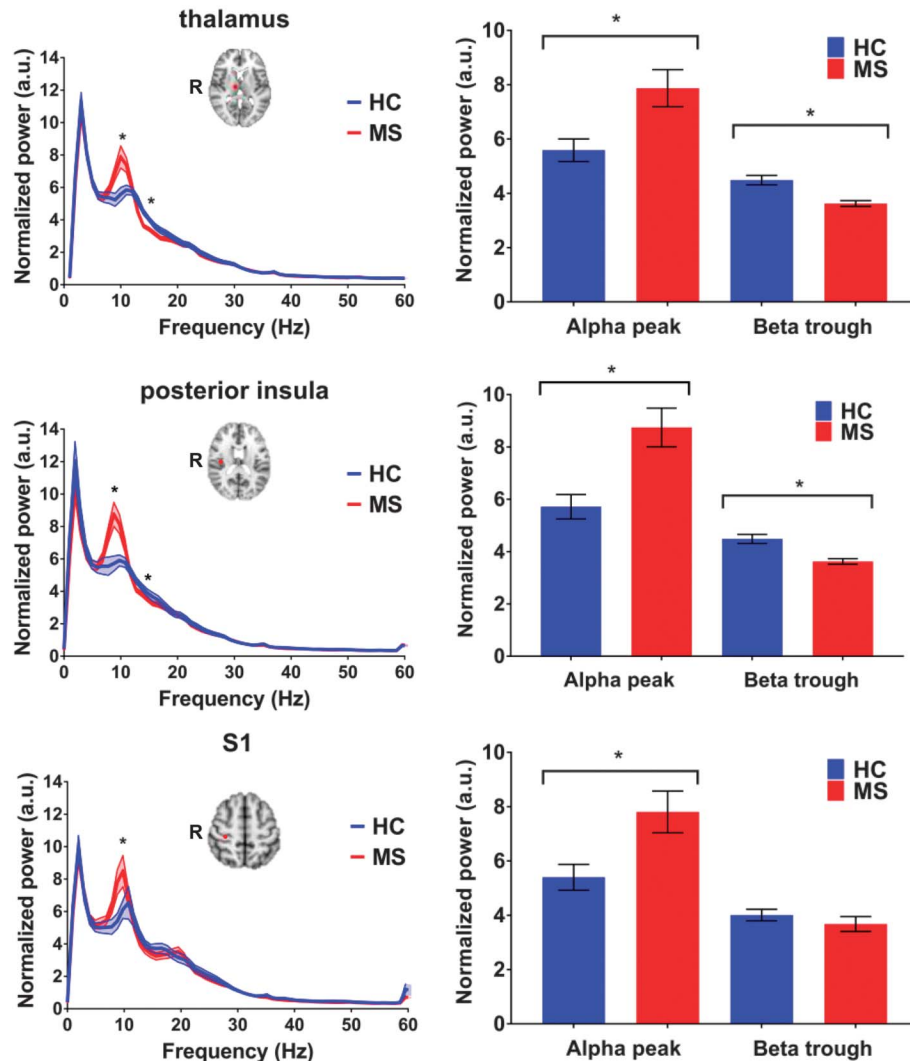 thalamus
Normalized power (a.u.)
14
12
10
8
6
4
2
0
0 10 20 30 40 50 60
Frequency (Hz)
R
HC
MS
*
*
Normalized power (a.u.)
10
8
6
4
2
0
Alpha peak Beta trough
HC
MS
*
*
posterior insula
Normalized power (a.u.)
14
12
10
8
6
4
2
0
0 10 20 30 40 50 60
Frequency (Hz)
R
HC
MS
*
*
Normalized power (a.u.)
10
8
6
4
2
0
Alpha peak Beta trough
HC
MS
*
*
S1
Normalized power (a.u.)
14
12
10
8
6
4
2
0
0 10 20 30 40 50 60
Frequency (Hz)
R
HC
MS
*
Normalized power (a.u.)
10
8
6
4
2
0
Alpha peak Beta trough
HC
MS
*